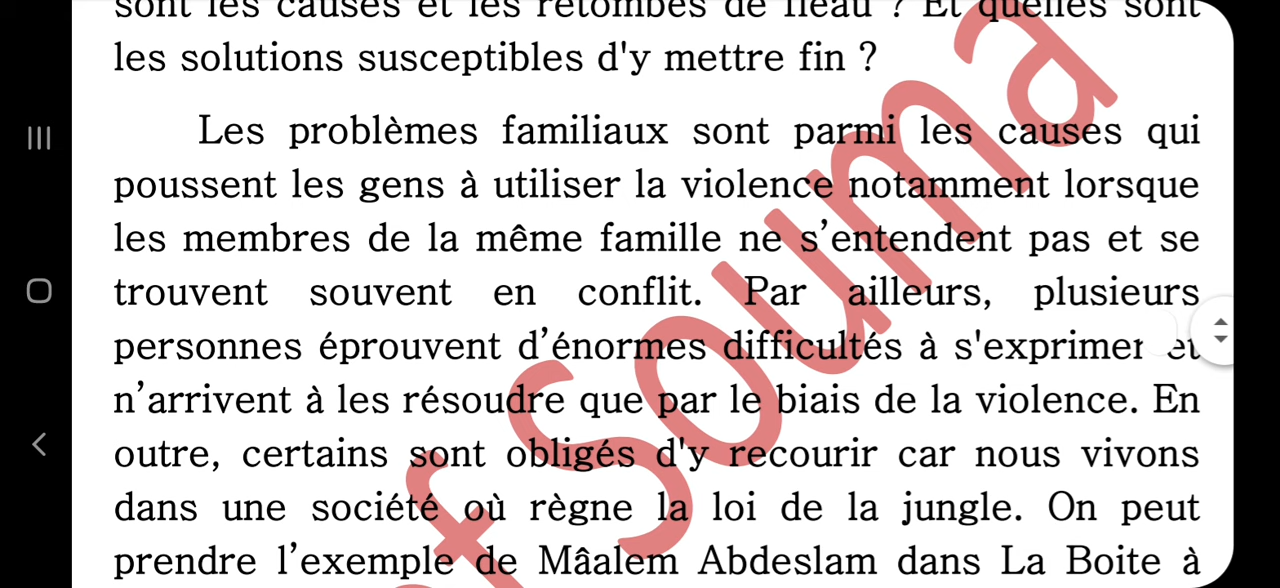 sont les causes et les retombés de fléau ? Et quelles sont
les solutions susceptibles d'y mettre fin ?
Les problèmes familiaux sont parmi les causes qui
poussent les gens à utiliser la violence notamment lorsque
les membres de la même famille ne s’entendent pas et se
trouvent souvent en conflit. Par ailleurs, plusieurs
personnes éprouvent d’énormes difficultés à s'exprimer et
n’arrivent à les résoudre que par le biais de la violence. En
outre, certains sont obligés d'y recourir car nous vivons
dans une société où règne la loi de la jungle. On peut
prendre l’exemple de Mâalem Abdeslam dans La Boite à
f Souma